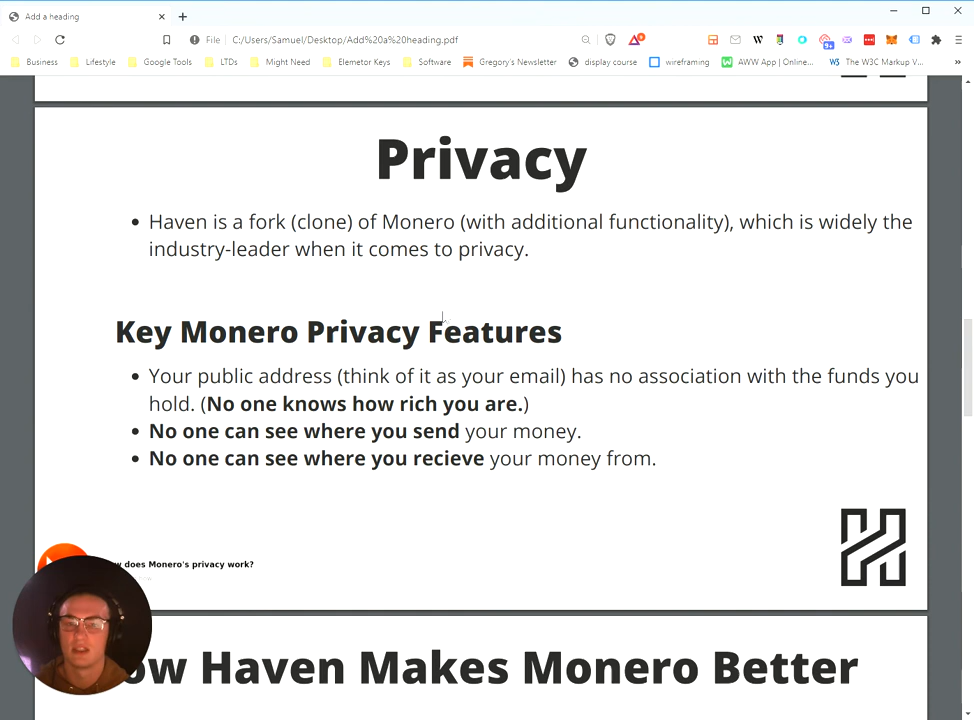 Add a heading
File C:/Users/Samuel/Desktop/Add%20a%20heading.pdf
9+
Business Lifestyle Google Tools LTDs Might Need Elemetor Keys Software Gregory's Newsletter display course wireframing AWW App | Online... W3 The W3C Markup V... »
Privacy
• Haven is a fork (clone) of Monero (with additional functionality), which is widely the
industry-leader when it comes to privacy.
Key Monero Privacy Features
• Your public address (think of it as your email) has no association with the funds you
hold. (No one knows how rich you are.)
• No one can see where you send your money.
• No one can see where you recieve your money from.
does Monero's privacy work?
Haven Makes Monero Better